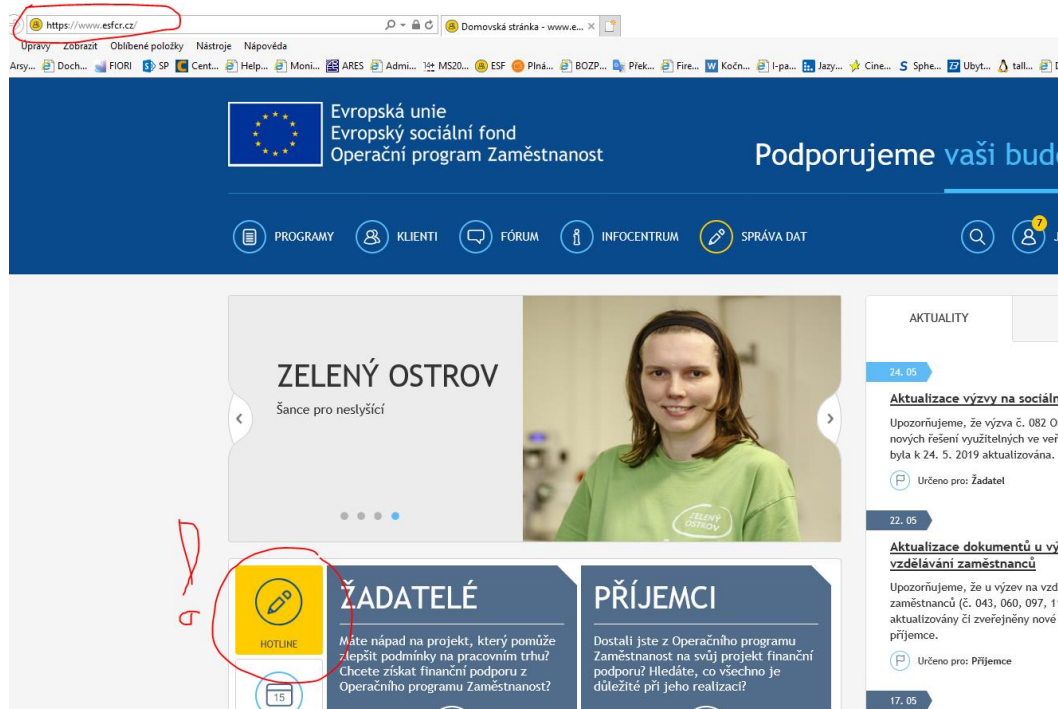 https://www.esfcr.cz/
Domovská stránka - www.e...
Úpravy Zobrazit Oblíbené položky Nástroje Nápověda
Arsy... Doch... FIORI SP Cent... Help... Moni... ARES Admi... MS20... ESF Plná... BOZP... Přek... Fire... Kočn... I-pa... Jazy... Cine... Sphe... Ubyt... tall...
Evropská unie
Evropský sociální fond
Operační program Zaměstnanost
Podporujeme vaši bud
PROGRAMY KLIENTI FÓRUM INFOCENTRUM SPRÁVA DAT
7
AKTUALITY
ZELENÝ OSTROV
Šance pro neslyšící
ZELENÝ
OSTROV
24. 05
Aktualizace výzvy na sociáln
Upozorňujeme, že výzva č. 082 O
nových řešení využitelných ve veř
byla k 24. 5. 2019 aktualizována.
Určeno pro: Žadatel
22. 05
Aktualizace dokumentů u vý
vzdělávání zaměstnanců
Upozorňujeme, že u výzev na vzd
zaměstnanců (č. 043, 060, 097, 1
aktualizovány či zveřejněny nové
příjemce.
Určeno pro: Příjemce
17. 05
HOTLINE
15
ŽADATELÉ
Máte nápad na projekt, který pomůže
zlepšit podmínky na pracovním trhu?
Chcete získat finanční podporu z
Operačního programu Zaměstnanost?
PŘÍJEMCI
Dostali jste z Operačního programu
Zaměstnanost na svůj projekt finanční
podporu? Hledáte, co všechno je
důležité při jeho realizaci?